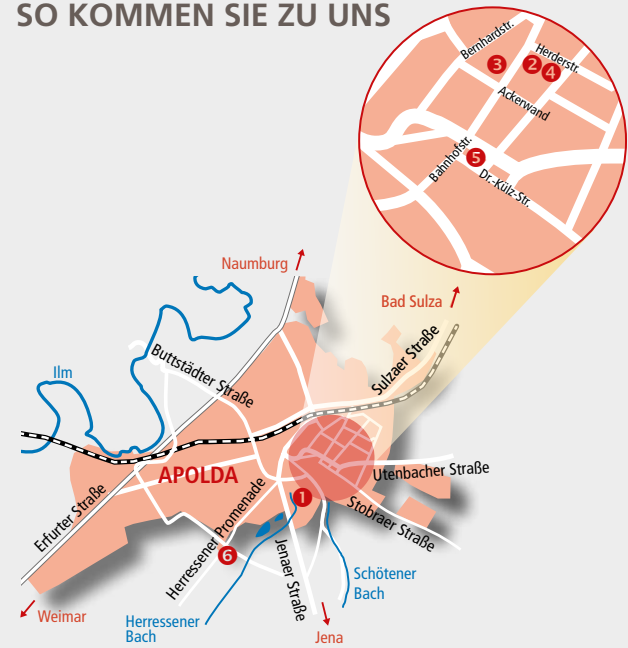 SO KOMMEN SIE ZU UNS
Bernhardstr.
Herderstr.
3
2
4
Ackerwand
Bahnhofstr.
5
Dr.-Külz-Str.
Naumburg
Bad Sulza
Ilm
Buttstädter Straße
Sulzaer Straße
APOLDA
Utenbacher Straße
Erfurter Straße
1
Stobraer Straße
Herressener Promenade
6
Jenaer Straße
Schötener
Bach
Weimar
Herressener
Bach
Jena